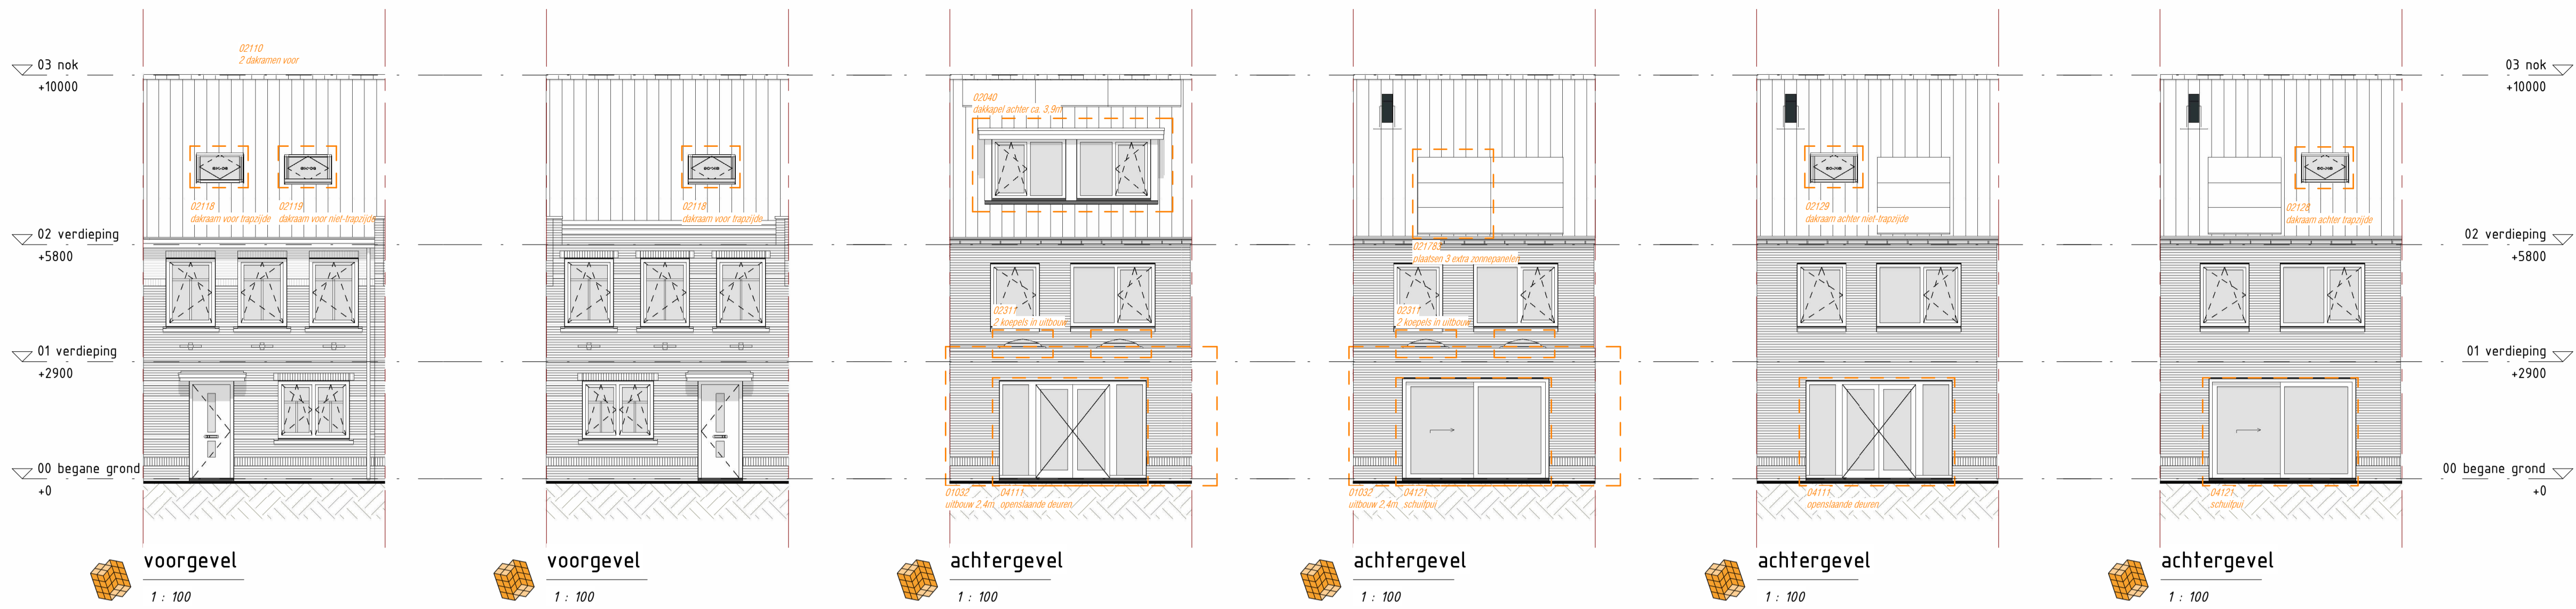 03 nok
+10000
02 verdieping
+5800
01 verdieping
+2900
00 begane grond
+0
02110
2 dakramen voor
02118
dakraam voor trapzijde
02119
dakraam voor niet-trapzijde
voorgevel
1 : 100
02118
dakraam voor trapzijde
voorgevel
1 : 100
02040
dakkapel achter ca. 3,9m
02311
2 koepels in uitbouw
01032
uitbouw 2,4m
04111
openslaande deuren
achtergevel
1 : 100
021783
plaatsen 3 extra zonnepanelen
02311
2 koepels in uitbouw
01032
uitbouw 2,4m
04121
schuifpui
achtergevel
1 : 100
02129
dakraam achter niet-trapzijde
04111
openslaande deuren
achtergevel
1 : 100
02128
dakraam achter trapzijde
04121
schuifpui
achtergevel
1 : 100
03 nok
+10000
02 verdieping
+5800
01 verdieping
+2900
00 begane grond
+0